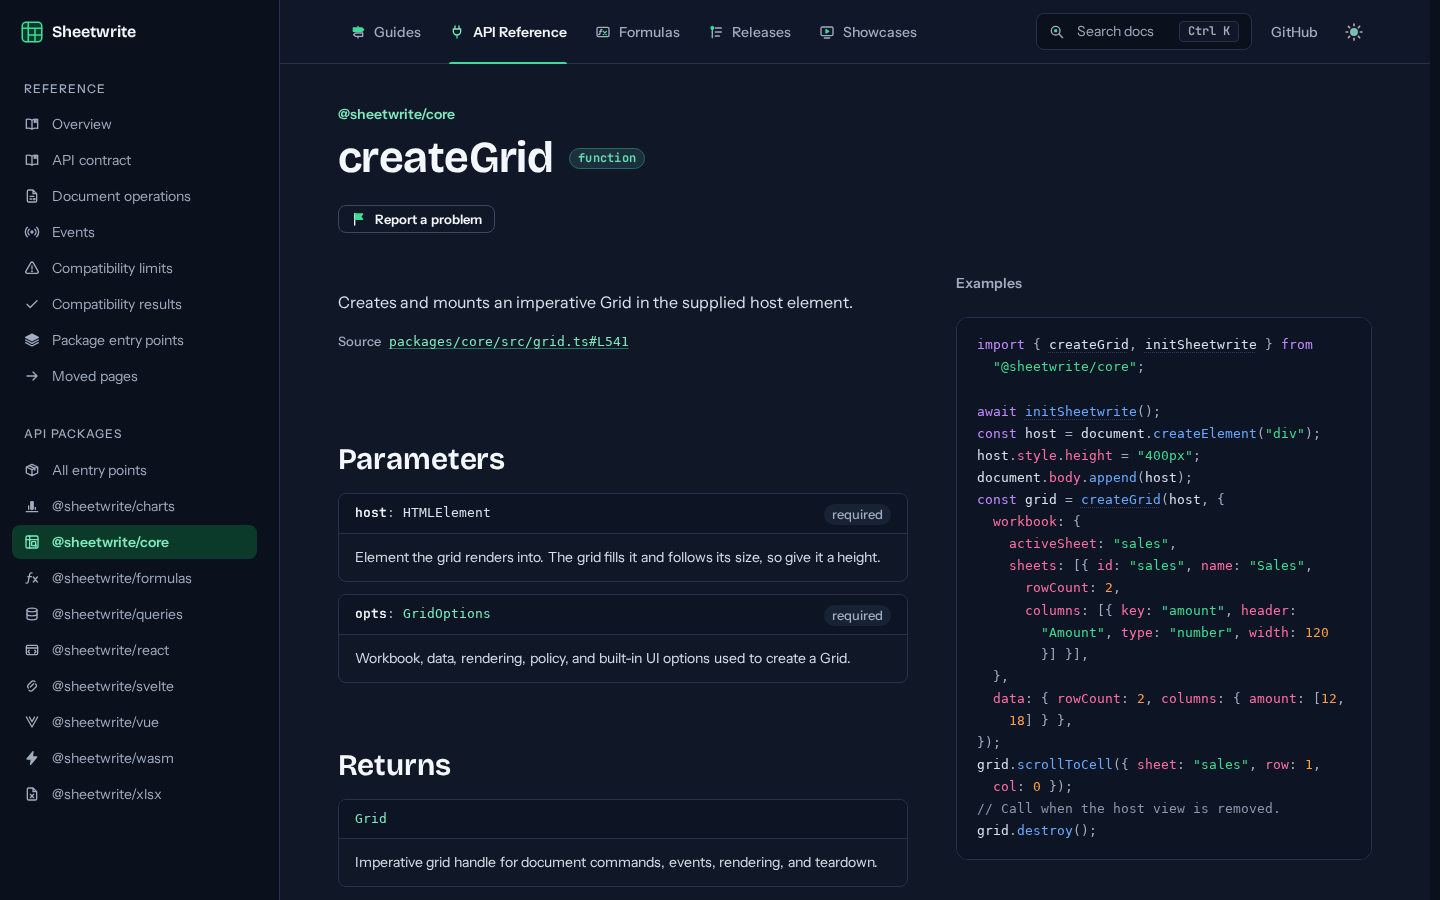 Sheetwrite
Guides
API Reference
Formulas
Releases
Showcases
Search docs
Ctrl K
GitHub
REFERENCE
Overview
API contract
Document operations
Events
Compatibility limits
Compatibility results
Package entry points
Moved pages
API PACKAGES
All entry points
@sheetwrite/charts
@sheetwrite/core
@sheetwrite/formulas
@sheetwrite/queries
@sheetwrite/react
@sheetwrite/svelte
@sheetwrite/vue
@sheetwrite/wasm
@sheetwrite/xlsx
@sheetwrite/core
createGrid function
Report a problem
Creates and mounts an imperative Grid in the supplied host element.
Source packages/core/src/grid.ts#L541
Parameters
host: HTMLElement required
Element the grid renders into. The grid fills it and follows its size, so give it a height.
opts: GridOptions required
Workbook, data, rendering, policy, and built-in UI options used to create a Grid.
Returns
Grid
Imperative grid handle for document commands, events, rendering, and teardown.
Examples
import { createGrid, initSheetwrite } from
"@sheetwrite/core";
await initSheetwrite();
const host = document.createElement("div");
host.style.height = "400px";
document.body.append(host);
const grid = createGrid(host, {
workbook: {
activeSheet: "sales",
sheets: [{ id: "sales", name: "Sales",
rowCount: 2,
columns: [{ key: "amount", header:
"Amount", type: "number", width: 120
}] }],
},
data: { rowCount: 2, columns: { amount: [12,
18] } },
});
grid.scrollToCell({ sheet: "sales", row: 1,
col: 0 });
// Call when the host view is removed.
grid.destroy();